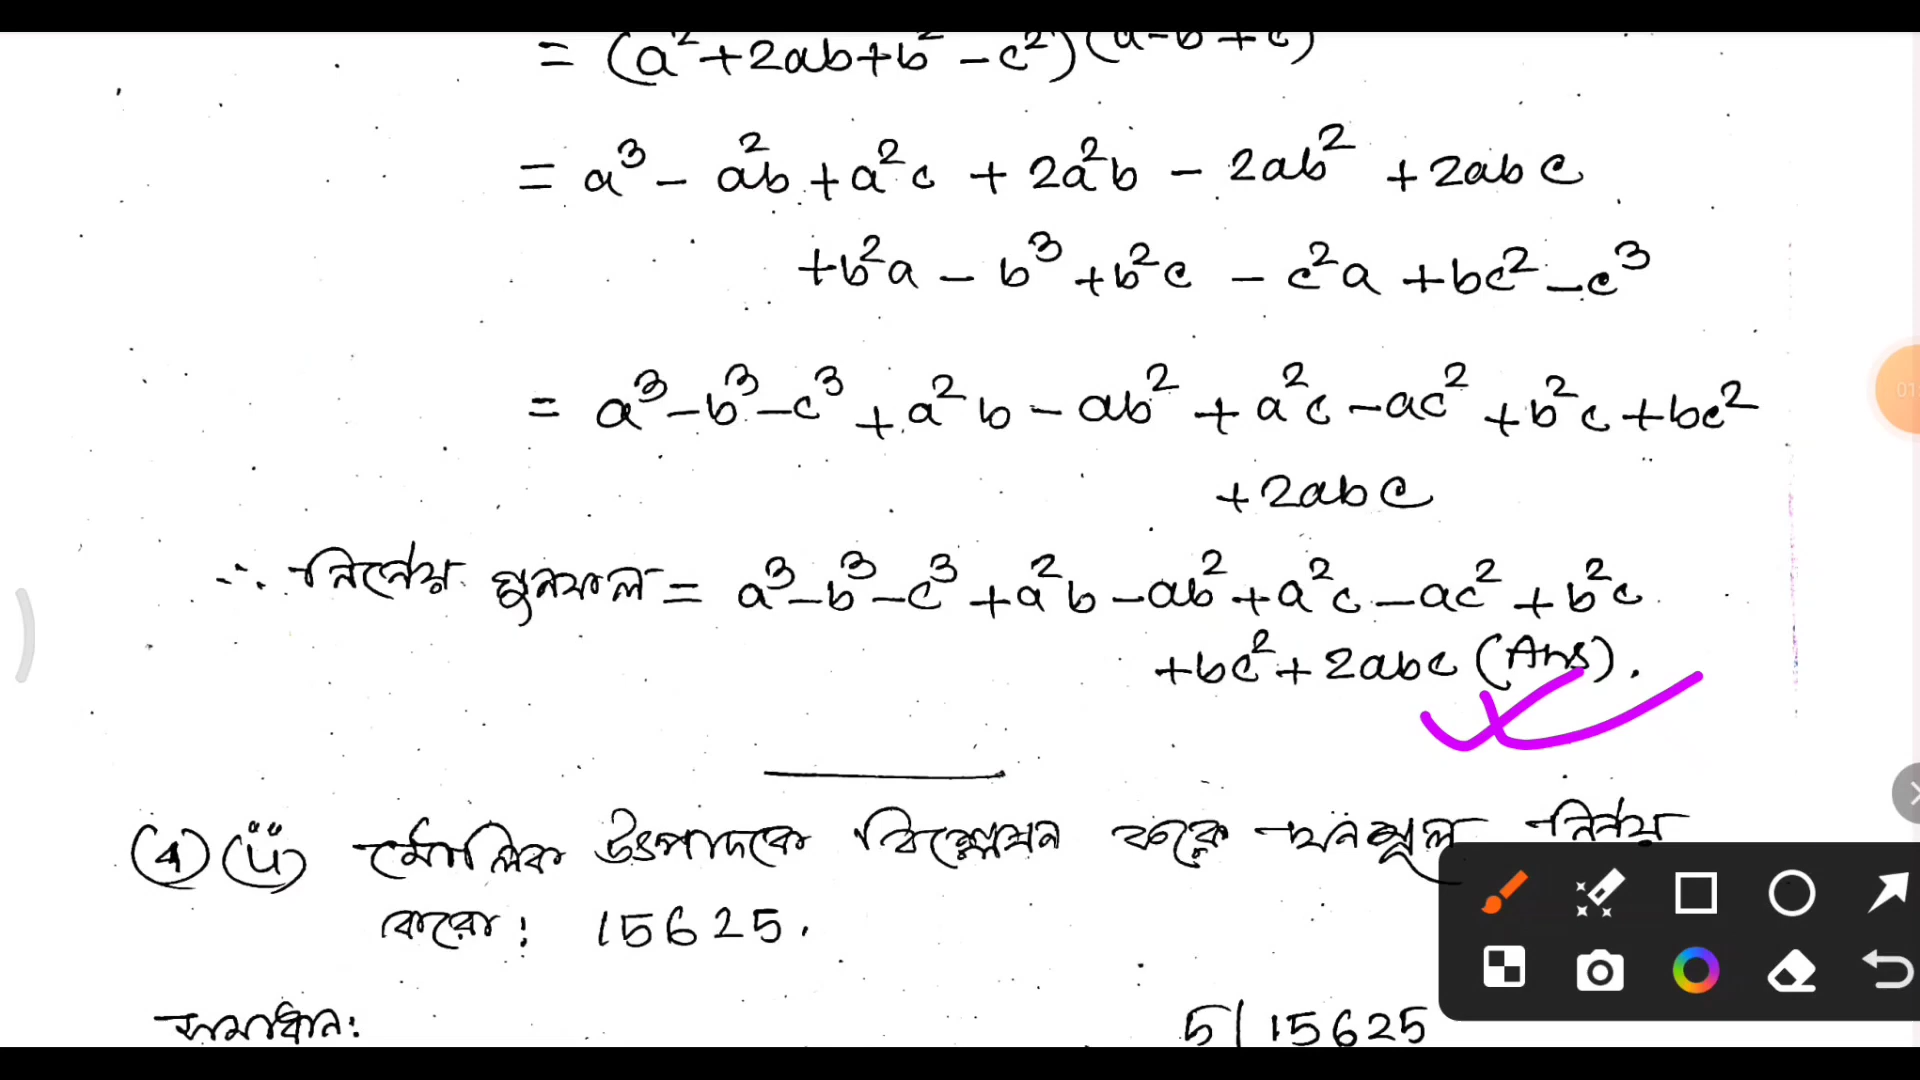 = (a²+2ab+b²-c²)(a-b+c)
= a³ - a²b + a²c + 2a²b - 2ab² + 2abc
+b²a - b³ + b²c - c²a + bc² - c³
= a³-b³-c³ + a²b - ab² + a²c - ac² + b²c + bc²
+2abc
∴ নির্ণেয় গুনফল = a³-b³-c³+a²b-ab²+a²c-ac²+b²c
+bc²+2abc (Ans).
(4) (ii) মৌলিক উৎপাদকে বিশ্লেষন করে ঘনমূল নির্ণয়
করো: 15625.
সমাধান:
5|15625